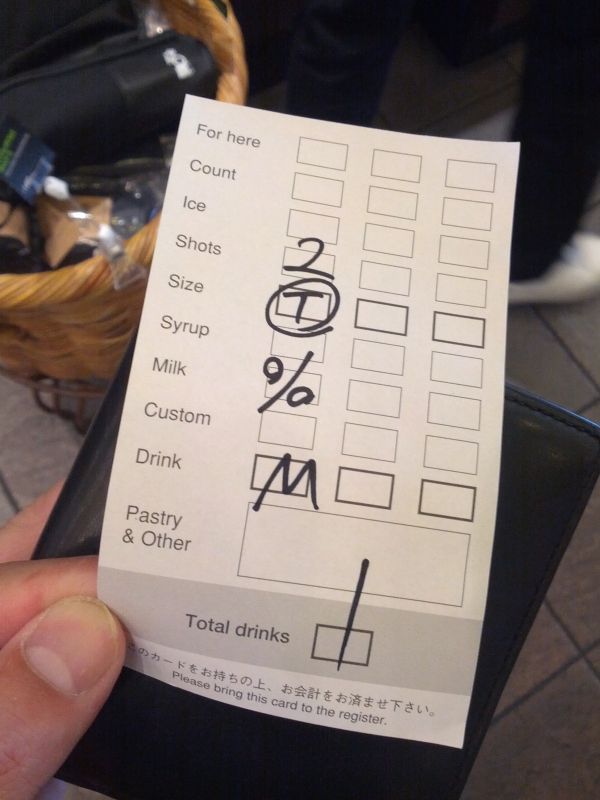 For here
Count
Ice
Shots 2
Size T
Syrup
Milk %
Custom
Drink M
Pastry
& Other
Total drinks 1
このカードをお持ちの上、お会計をお済ませ下さい。
Please bring this card to the register.